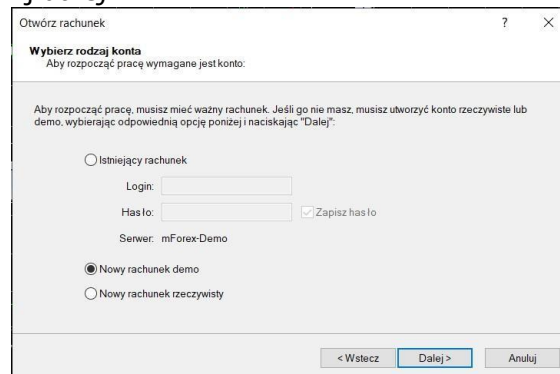 Otwórz rachunek ? ×
Wybierz rodzaj konta
Aby rozpocząć pracę wymagane jest konto:
Aby rozpocząć pracę, musisz mieć ważny rachunek. Jeśli go nie masz, musisz utworzyć konto rzeczywiste lub
demo, wybierając odpowiednią opcję poniżej i naciskając "Dalej":
Istniejący rachunek
Login:
Hasło: Zapisz hasło
Serwer: mForex-Demo
Nowy rachunek demo
Nowy rachunek rzeczywisty
< Wstecz Dalej > Anuluj